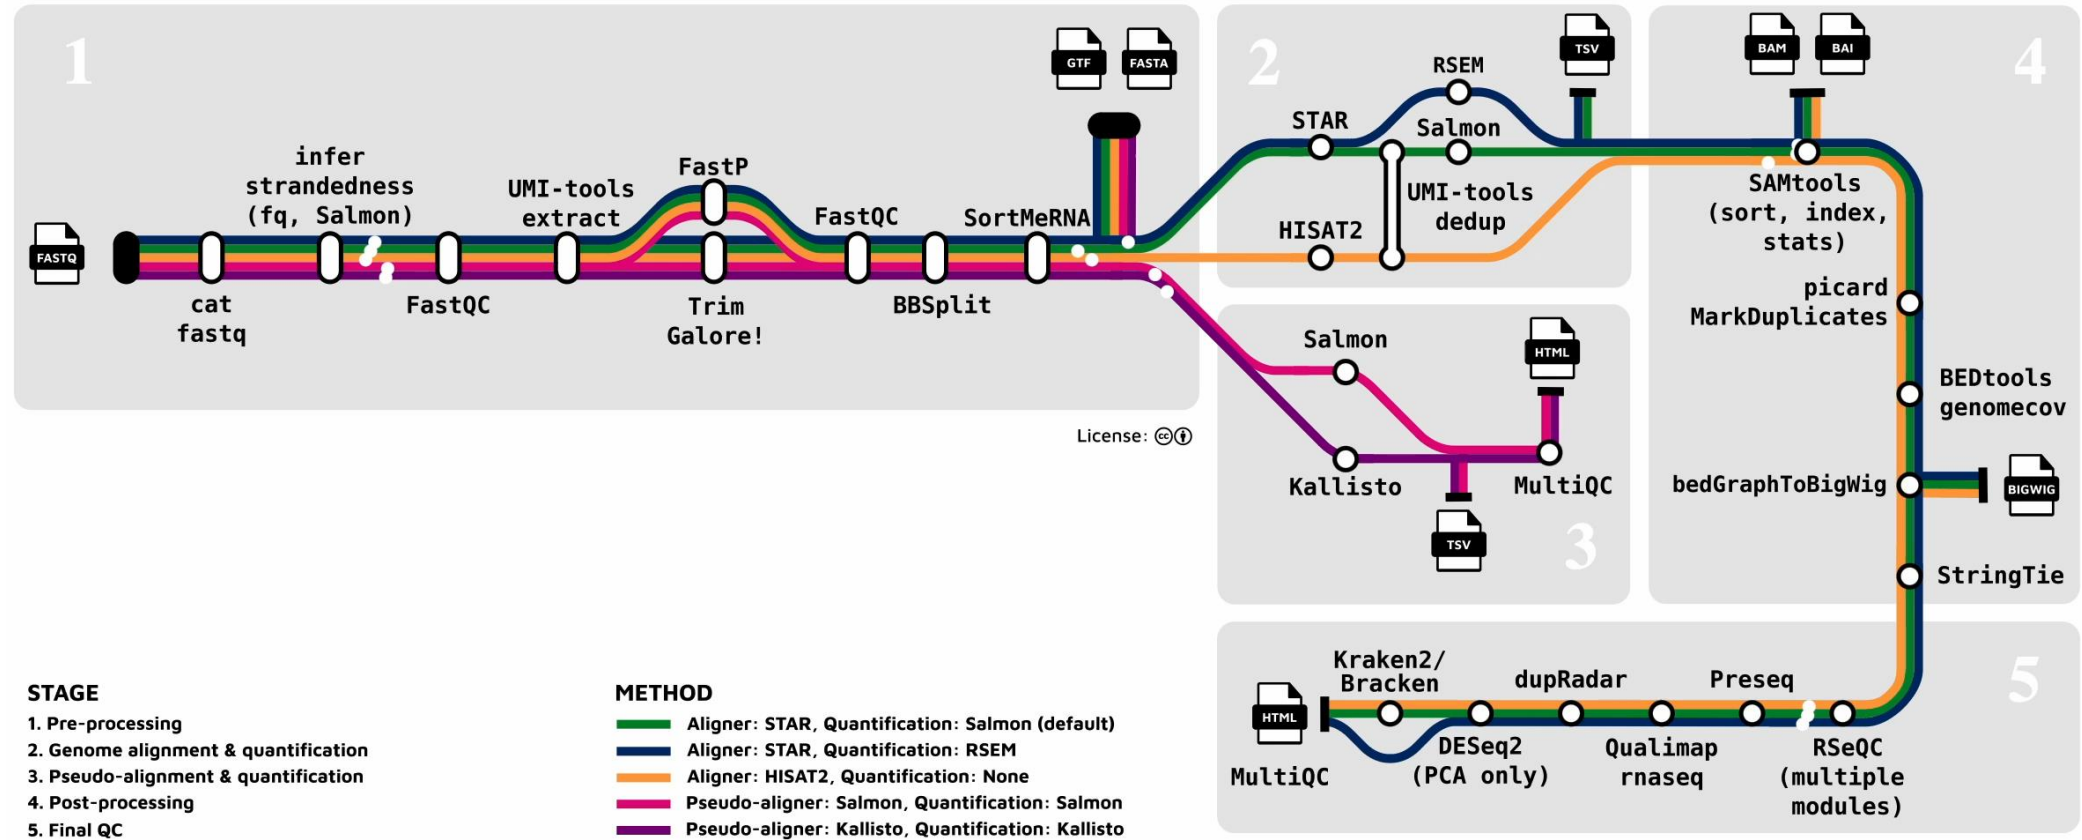 1
FASTQ
cat
fastq
infer
strandedness
(fq, Salmon)
FastQC
UMI-tools
extract
FastP
Trim
Galore!
FastQC
BBSplit
SortMeRNA
GTF
FASTA
License:
2
STAR
RSEM
Salmon
TSV
HISAT2
UMI-tools
dedup
3
Salmon
Kallisto
HTML
MultiQC
TSV
4
BAM
BAI
SAMtools
(sort, index,
stats)
picard
MarkDuplicates
BEDtools
genomecov
bedGraphToBigWig
BIGWIG
StringTie
5
RSeQC
(multiple
modules)
Preseq
Qualimap
rnaseq
dupRadar
DESeq2
(PCA only)
Kraken2/
Bracken
HTML
MultiQC
STAGE
1. Pre-processing
2. Genome alignment & quantification
3. Pseudo-alignment & quantification
4. Post-processing
5. Final QC
METHOD
Aligner: STAR, Quantification: Salmon (default)
Aligner: STAR, Quantification: RSEM
Aligner: HISAT2, Quantification: None
Pseudo-aligner: Salmon, Quantification: Salmon
Pseudo-aligner: Kallisto, Quantification: Kallisto